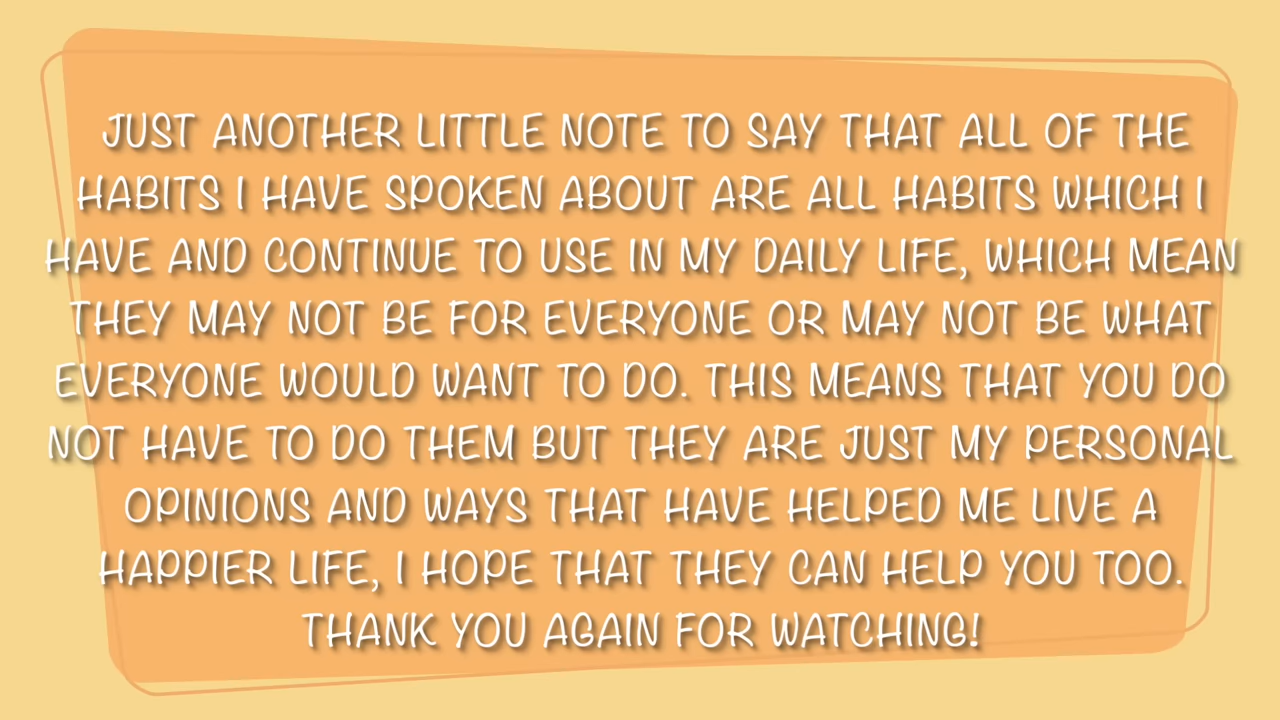 JUST ANOTHER LITTLE NOTE TO SAY THAT ALL OF THE
HABITS I HAVE SPOKEN ABOUT ARE ALL HABITS WHICH I
HAVE AND CONTINUE TO USE IN MY DAILY LIFE, WHICH MEAN
THEY MAY NOT BE FOR EVERYONE OR MAY NOT BE WHAT
EVERYONE WOULD WANT TO DO. THIS MEANS THAT YOU DO
NOT HAVE TO DO THEM BUT THEY ARE JUST MY PERSONAL
OPINIONS AND WAYS THAT HAVE HELPED ME LIVE A
HAPPIER LIFE, I HOPE THAT THEY CAN HELP YOU TOO.
THANK YOU AGAIN FOR WATCHING!